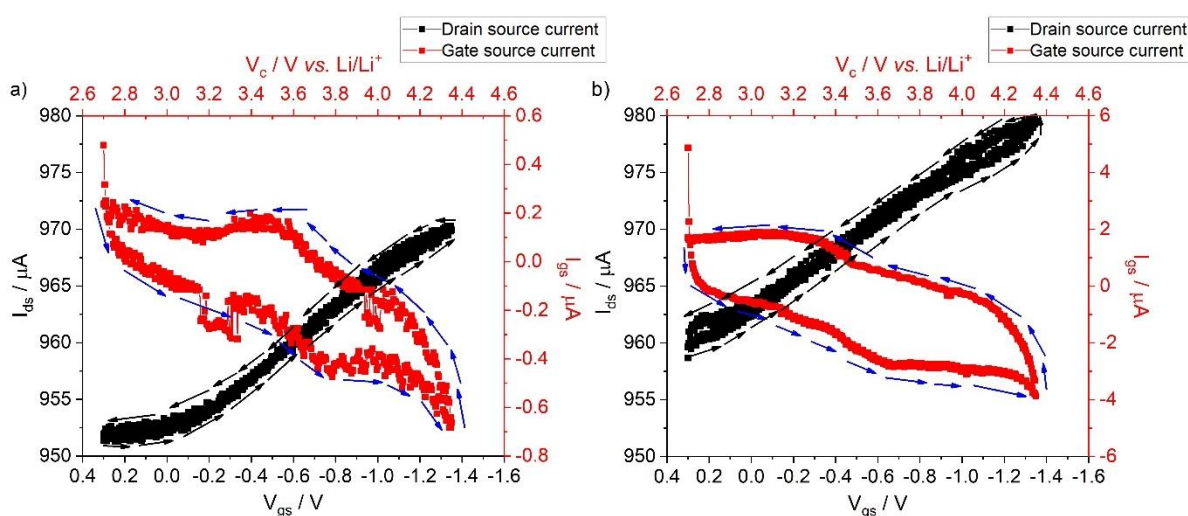 Drain source current
Gate source current
V_c / V vs. Li/Li⁺
a)
2.6 2.8 3.0 3.2 3.4 3.6 3.8 4.0 4.2 4.4 4.6
980
975
970
965
960
955
950
I_ds / µA
0.6
0.4
0.2
0.0
-0.2
-0.4
-0.6
-0.8
I_gs / µA
0.4 0.2 0.0 -0.2 -0.4 -0.6 -0.8 -1.0 -1.2 -1.4 -1.6
V_gs / V
Drain source current
Gate source current
V_c / V vs. Li/Li⁺
b)
2.6 2.8 3.0 3.2 3.4 3.6 3.8 4.0 4.2 4.4 4.6
980
975
970
965
960
955
950
I_ds / µA
6
4
2
0
-2
-4
-6
I_gs / µA
0.4 0.2 0.0 -0.2 -0.4 -0.6 -0.8 -1.0 -1.2 -1.4 -1.6
V_gs / V